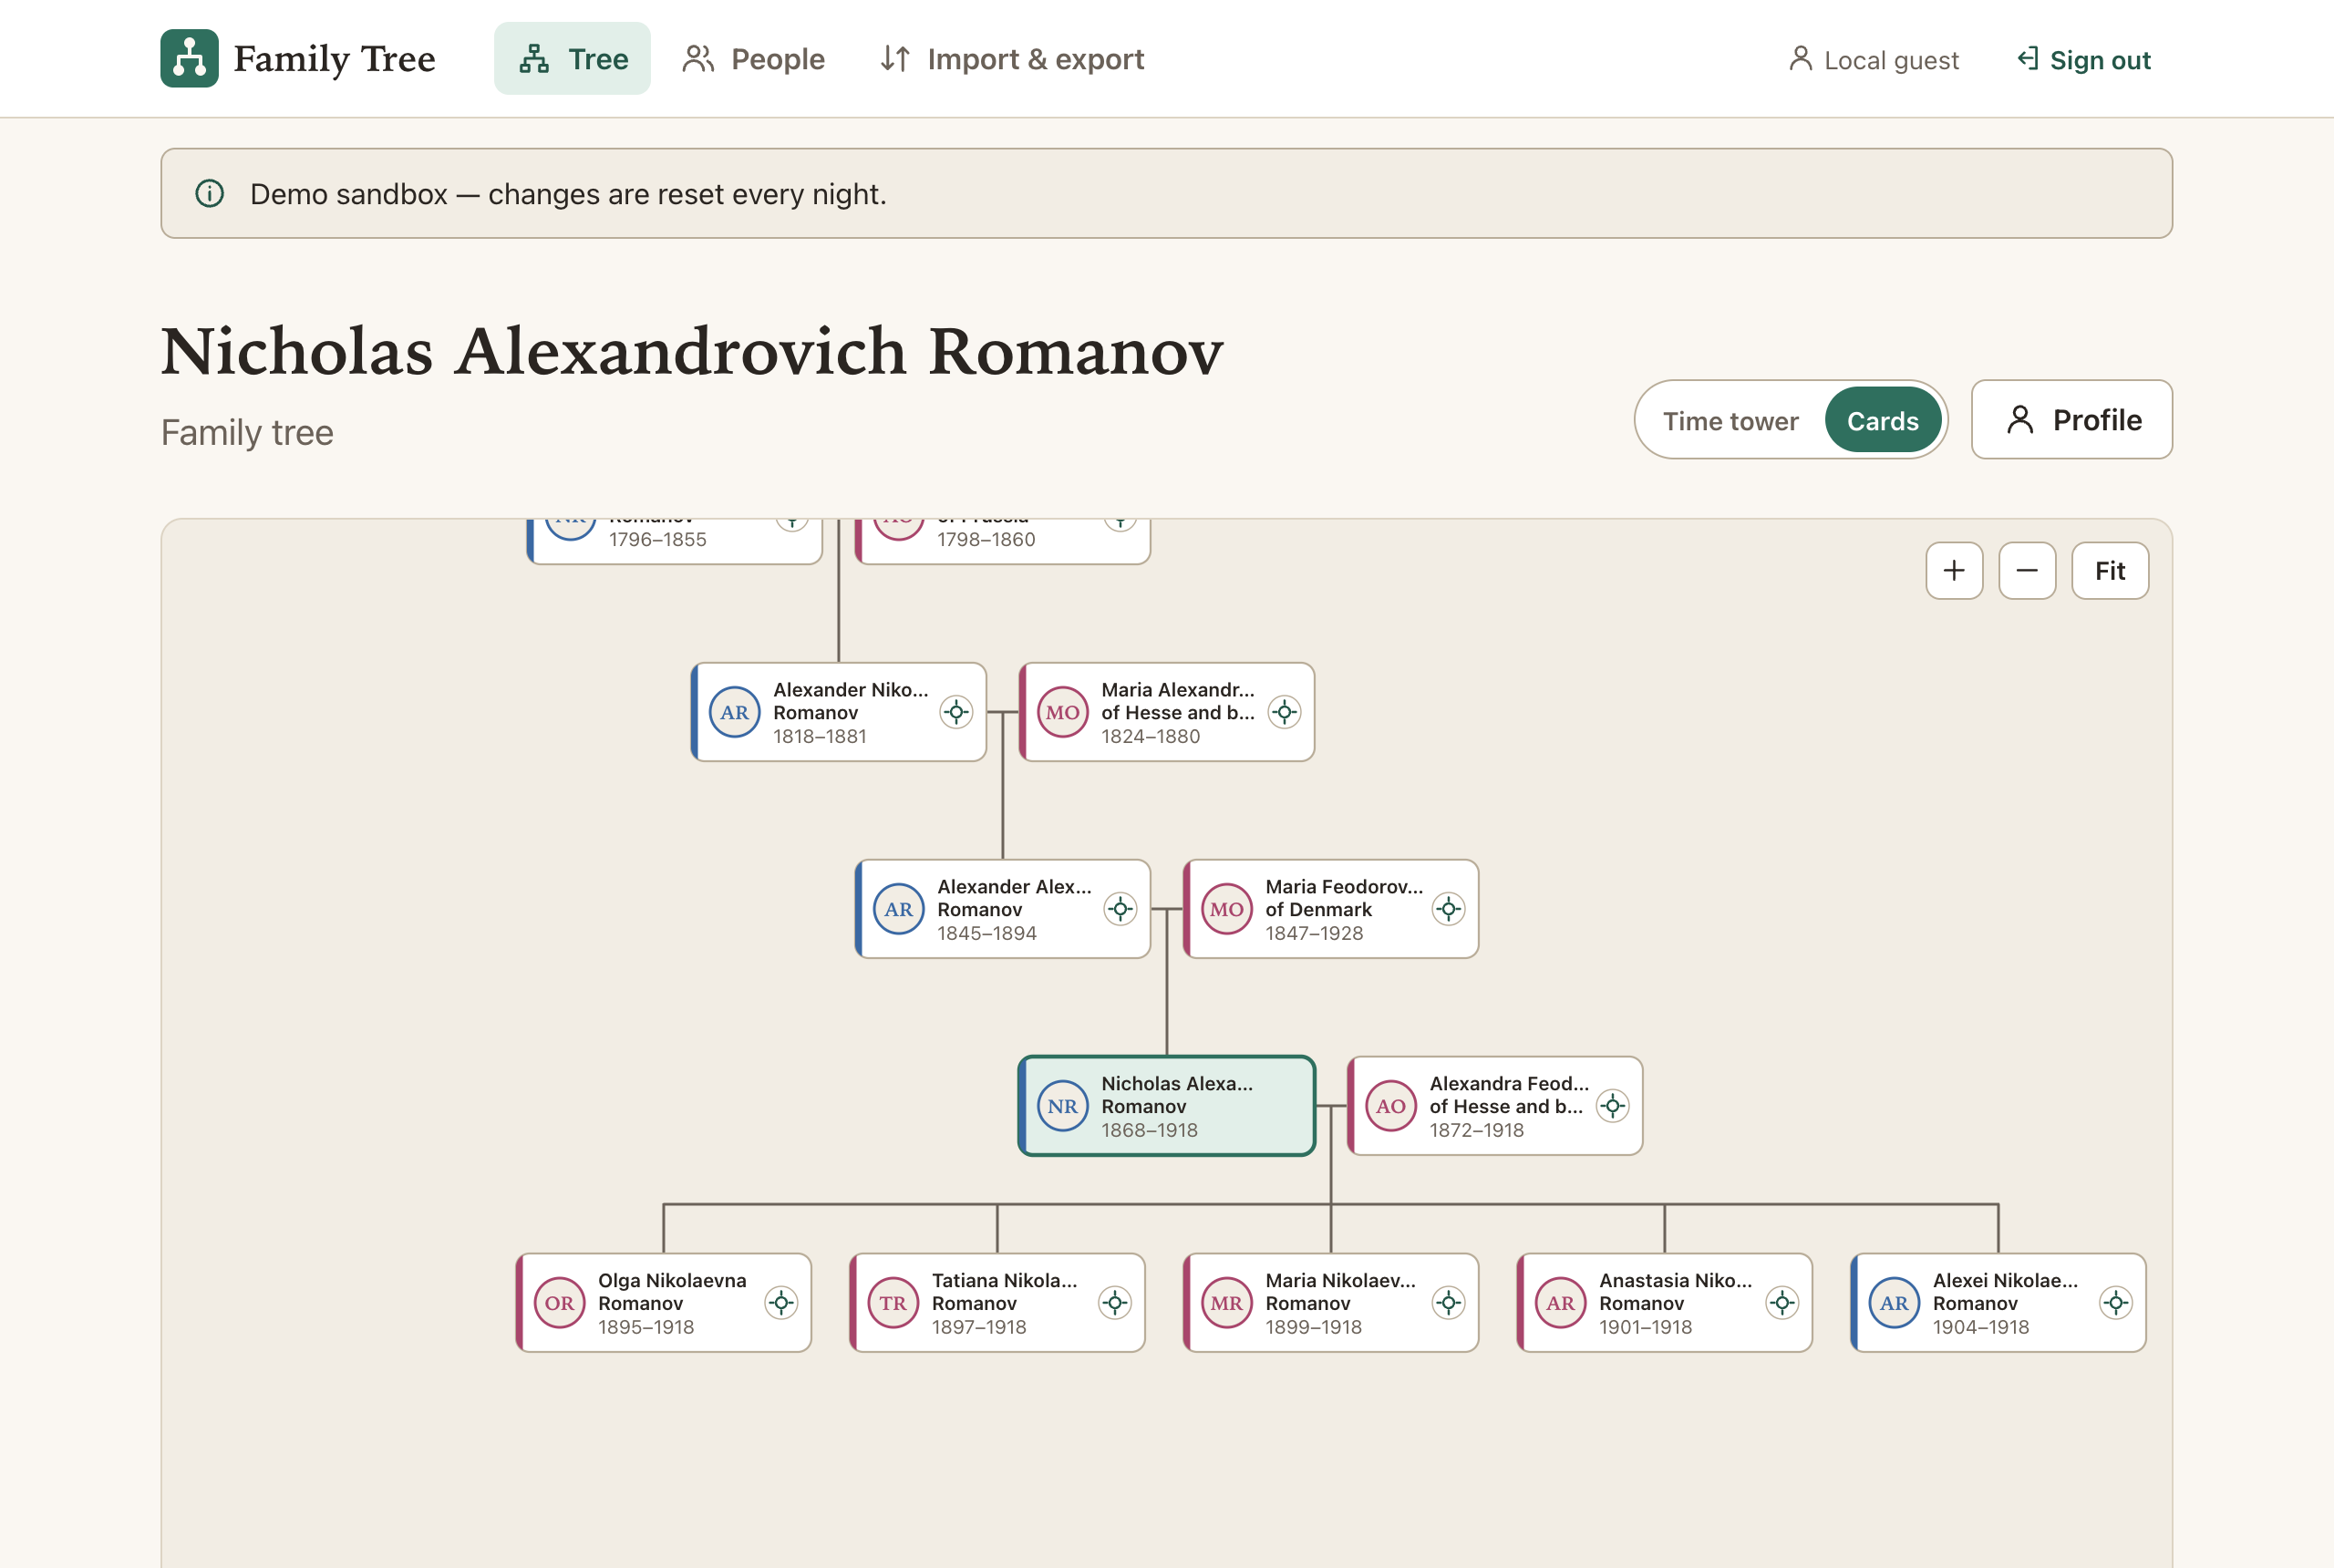 Family Tree
Tree
People
Import & export
Local guest
Sign out
Demo sandbox — changes are reset every night.
Nicholas Alexandrovich Romanov
Family tree
Time tower
Cards
Profile
1796–1855
1798–1860
+
−
Fit
AR
Alexander Niko...
Romanov
1818–1881
MO
Maria Alexandr...
of Hesse and b...
1824–1880
AR
Alexander Alex...
Romanov
1845–1894
MO
Maria Feodorov...
of Denmark
1847–1928
NR
Nicholas Alexa...
Romanov
1868–1918
AO
Alexandra Feod...
of Hesse and b...
1872–1918
OR
Olga Nikolaevna
Romanov
1895–1918
TR
Tatiana Nikola...
Romanov
1897–1918
MR
Maria Nikolaev...
Romanov
1899–1918
AR
Anastasia Niko...
Romanov
1901–1918
AR
Alexei Nikolae...
Romanov
1904–1918